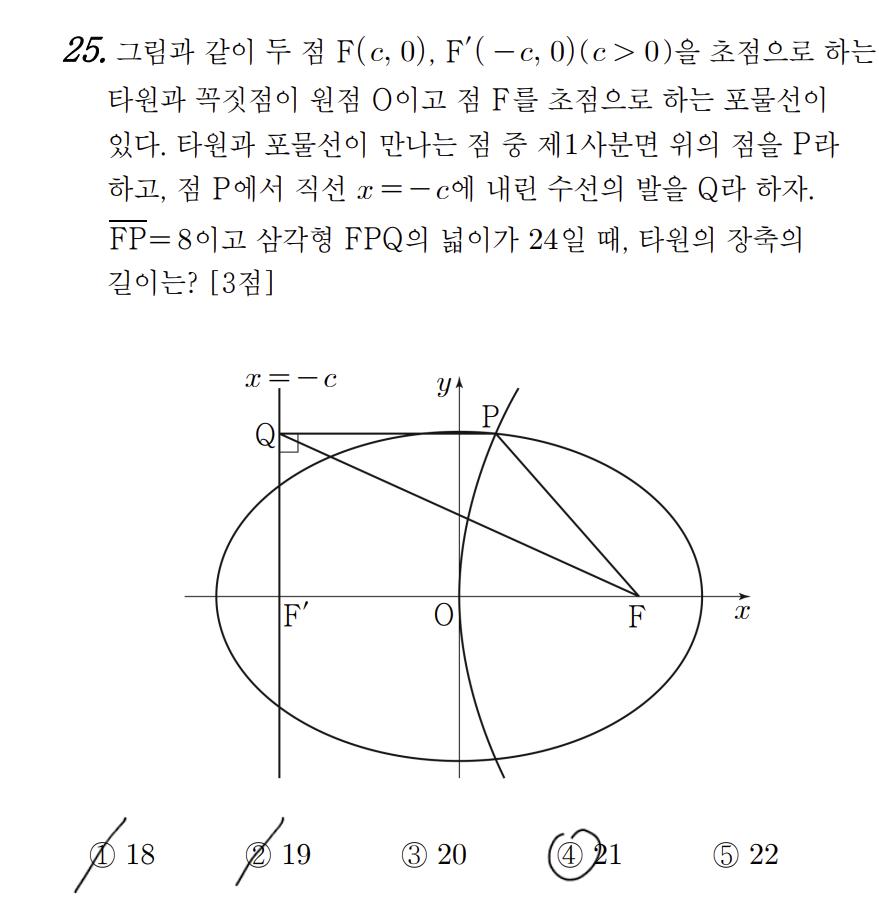 25. 그림과 같이 두 점 F(c, 0), F′(−c, 0)(c > 0)을 초점으로 하는
타원과 꼭짓점이 원점 O이고 점 F를 초점으로 하는 포물선이
있다. 타원과 포물선이 만나는 점 중 제1사분면 위의 점을 P라
하고, 점 P에서 직선 x=−c에 내린 수선의 발을 Q라 하자.
F̅P̅=8이고 삼각형 FPQ의 넓이가 24일 때, 타원의 장축의
길이는? [3점]
x=−c
y
P
Q
F′
O
F
x
① 18 ② 19 ③ 20 ④ 21 ⑤ 22